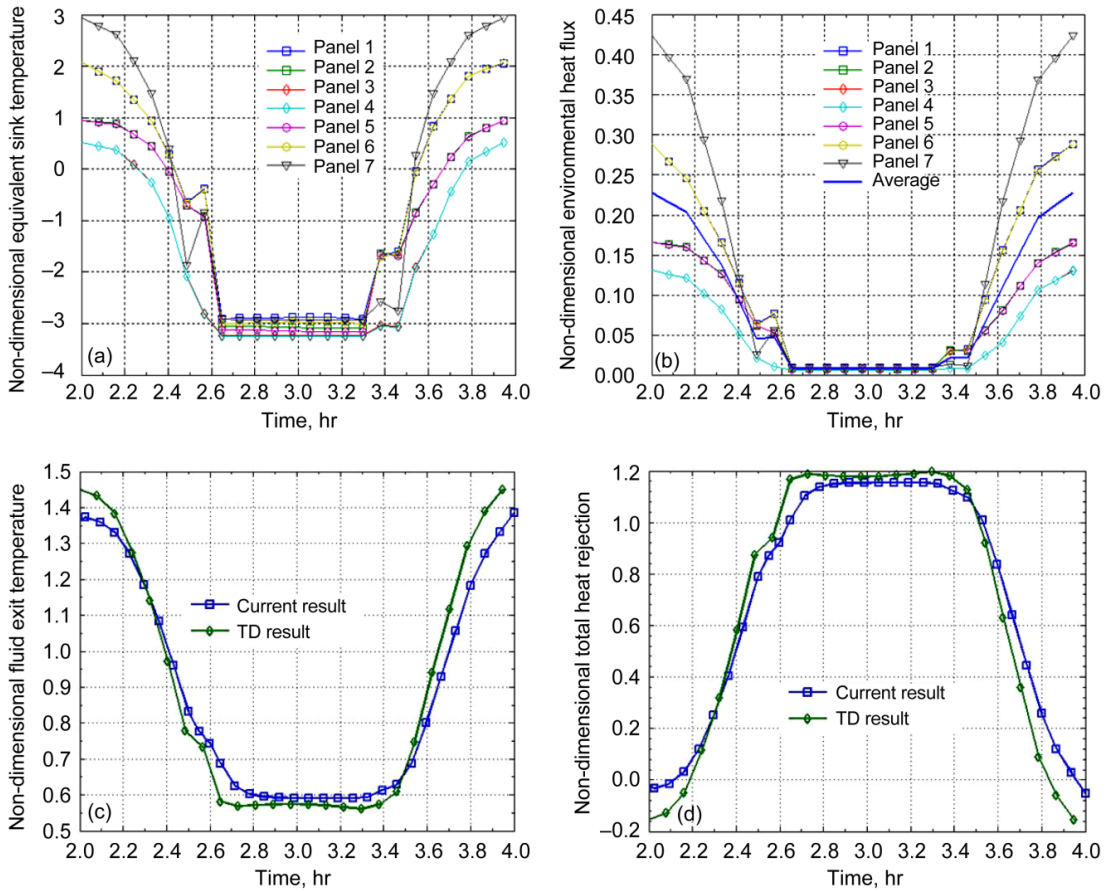 Non-dimensional equivalent sink temperature
3
2
1
0
−1
−2
−3
−4
Panel 1
Panel 2
Panel 3
Panel 4
Panel 5
Panel 6
Panel 7
(a)
2.0 2.2 2.4 2.6 2.8 3.0 3.2 3.4 3.6 3.8 4.0
Time, hr
Non-dimensional environmental heat flux
0.45
0.40
0.35
0.30
0.25
0.20
0.15
0.10
0.05
0.00
Panel 1
Panel 2
Panel 3
Panel 4
Panel 5
Panel 6
Panel 7
Average
(b)
2.0 2.2 2.4 2.6 2.8 3.0 3.2 3.4 3.6 3.8 4.0
Time, hr
Non-dimensional fluid exit temperature
1.5
1.4
1.3
1.2
1.1
1.0
0.9
0.8
0.7
0.6
0.5
Current result
TD result
(c)
2.0 2.2 2.4 2.6 2.8 3.0 3.2 3.4 3.6 3.8 4.0
Time, hr
Non-dimensional total heat rejection
1.2
1.2
0.8
0.6
0.4
1.2
0.0
−0.2
Current result
TD result
(d)
2.0 2.2 2.4 2.6 2.8 3.0 3.2 3.4 3.6 3.8 4.0
Time, hr